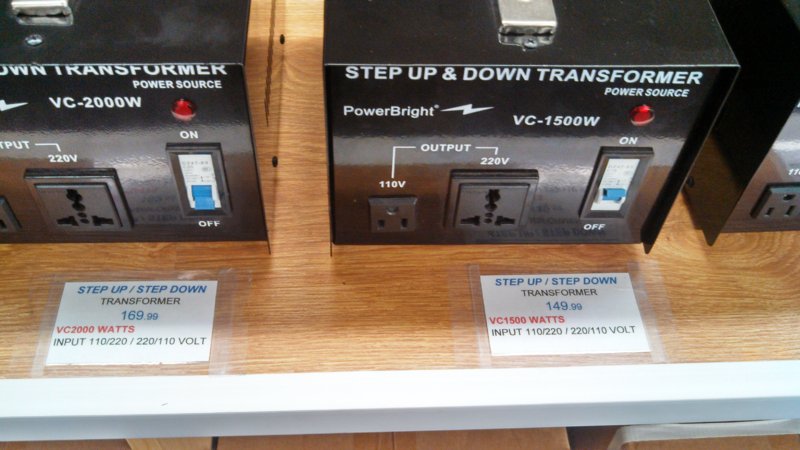 DOWN TRANSFORMER
POWER SOURCE
VC-2000W
ON
OUTPUT
220V
OFF
STEP UP & DOWN TRANSFORMER
POWER SOURCE
PowerBright®
VC-1500W
ON
OUTPUT
220V
110V
OFF
STEP UP / STEP DOWN
TRANSFORMER
169.99
VC2000 WATTS
INPUT 110/220 / 220/110 VOLT
STEP UP / STEP DOWN
TRANSFORMER
149.99
VC1500 WATTS
INPUT 110/220 / 220/110 VOLT